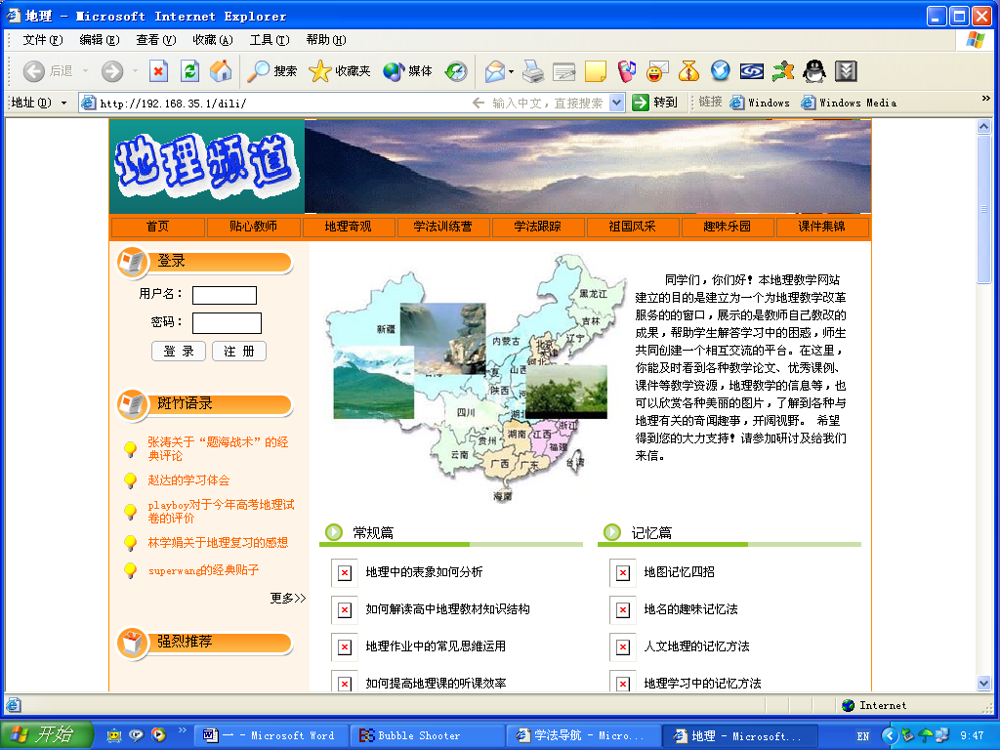 地理 - Microsoft Internet Explorer
文件(F) 编辑(E) 查看(V) 收藏(A) 工具(T) 帮助(H)
后退 搜索 收藏夹 媒体
地址(D) http://192.168.35.1/dili/ 输入中文，直接搜索 转到 链接 Windows Windows Media »
地理频道
首页 贴心教师 地理奇观 学法训练营 学法跟踪 祖国风采 趣味乐园 课件集锦
登录
用户名：
密码：
登 录 注 册
斑竹语录
张涛关于“题海战术”的经
典评论
赵达的学习体会
playboy对于今年高考地理试
卷的评价
林学娟关于地理复习的感想
superwang的经典贴子
更多>>
强烈推荐
黑龙江
吉林
辽宁
新疆
内蒙古
北京
天津
河北
山西
陕西
四川
湖北
浙江
湖南
江西
贵州
福建
云南
广西
广东
台湾
海南
同学们，你们好！本地理教学网站
建立的目的是建立为一个为地理教学改革
服务的的窗口，展示的是教师自己教改的
成果，帮助学生解答学习中的困惑，师生
共同创建一个相互交流的平台。在这里，
你能及时看到各种教学论文、优秀课例、
课件等教学资源，地理教学的信息等，也
可以欣赏各种美丽的图片，了解到各种与
地理有关的奇闻趣事，开阔视野。 希望
得到您的大力支持！请参加研讨及给我们
来信。
常规篇
地理中的表象如何分析
如何解读高中地理教材知识结构
地理作业中的常见思维运用
如何提高地理课的听课效率
记忆篇
地图记忆四招
地名的趣味记忆法
人文地理的记忆方法
地理学习中的记忆方法
Internet
开始 » 一 - Microsoft Word Bubble Shooter 学法导航 - Micro... 地理 - Microsoft... EN 9:47